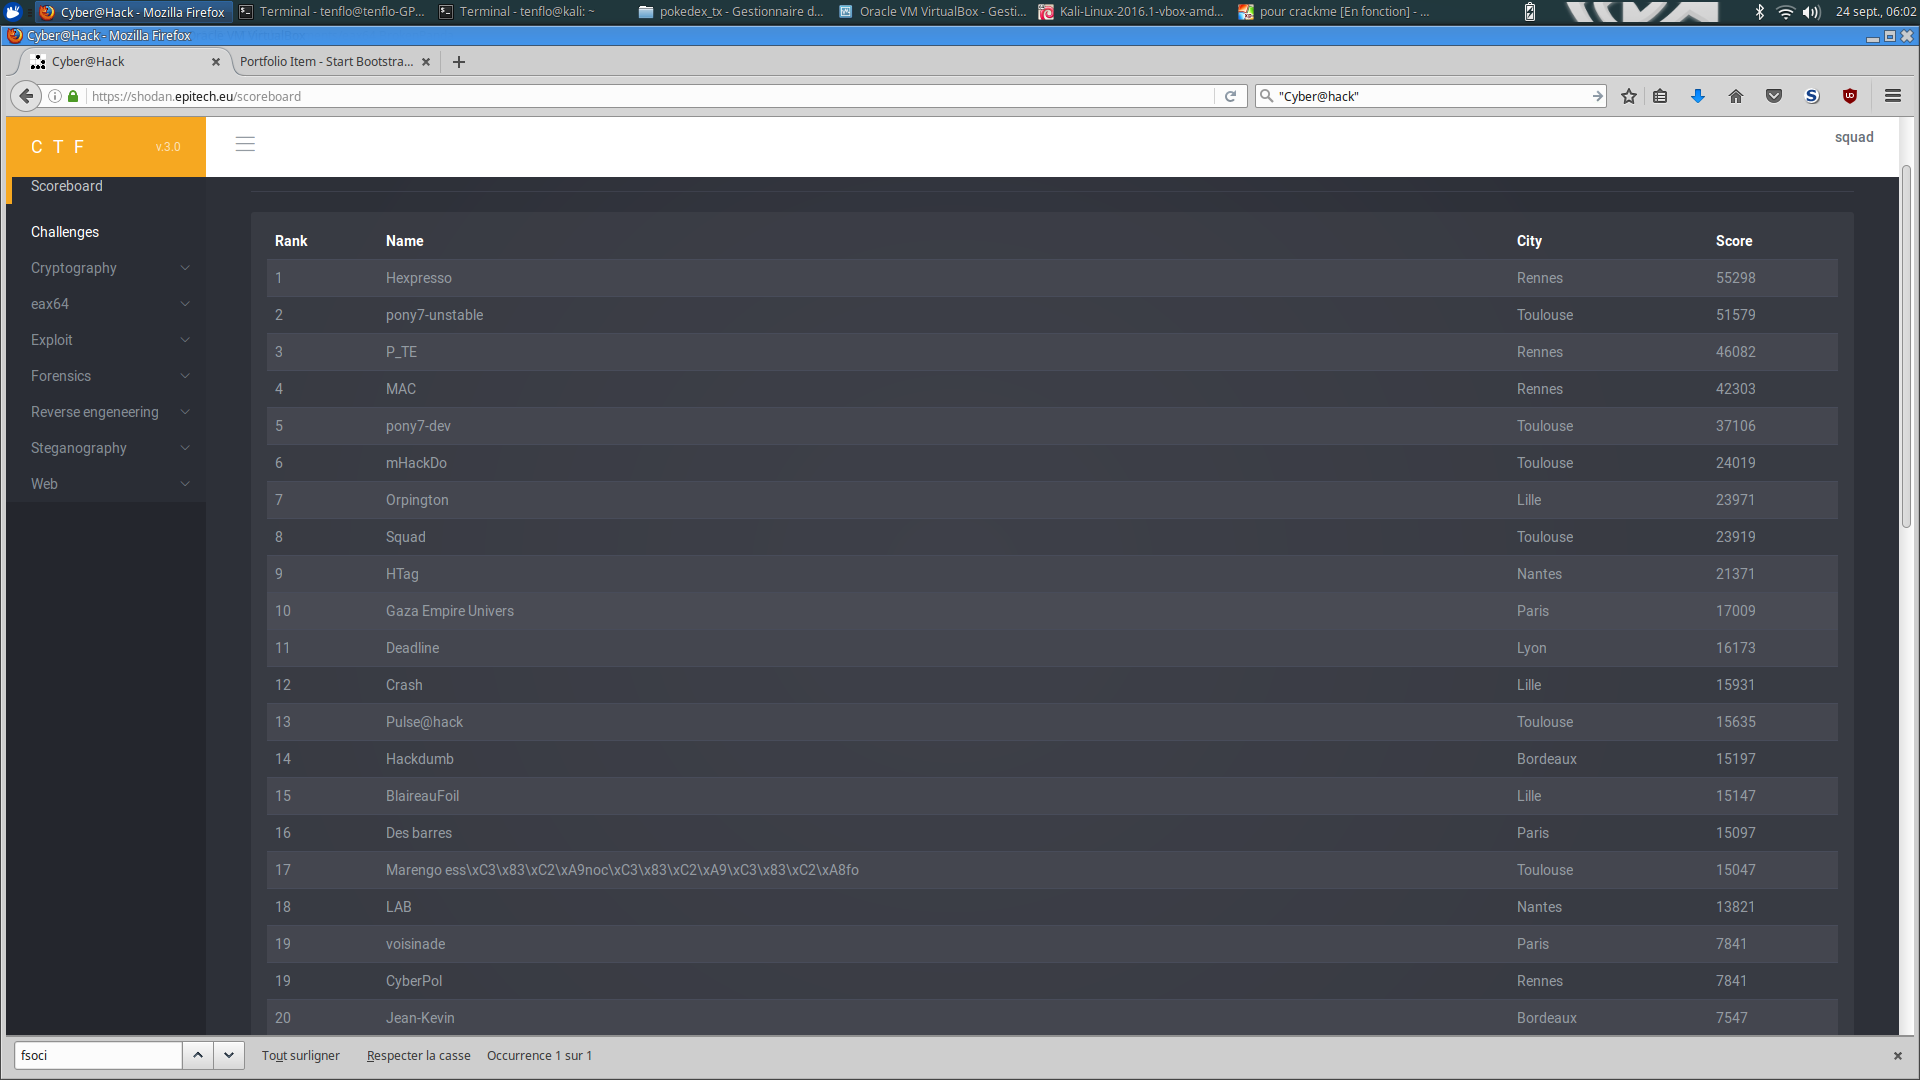 Cyber@Hack - Mozilla Firefox Terminal - tenflo@tenflo-GP... Terminal - tenflo@kali: ~ pokedex_tx - Gestionnaire d... Oracle VM VirtualBox - Gesti... Kali-Linux-2016.1-vbox-amd... pour crackme [En fonction] - ... 24 sept., 06:02
Cyber@Hack - Mozilla Firefox
Cyber@Hack Portfolio Item - Start Bootstra...
https://shodan.epitech.eu/scoreboard "Cyber@hack"
C T F v.3.0 squad
Scoreboard
Challenges
Cryptography
eax64
Exploit
Forensics
Reverse engeneering
Steganography
Web
Rank Name City Score
1 Hexpresso Rennes 55298
2 pony7-unstable Toulouse 51579
3 P_TE Rennes 46082
4 MAC Rennes 42303
5 pony7-dev Toulouse 37106
6 mHackDo Toulouse 24019
7 Orpington Lille 23971
8 Squad Toulouse 23919
9 HTag Nantes 21371
10 Gaza Empire Univers Paris 17009
11 Deadline Lyon 16173
12 Crash Lille 15931
13 Pulse@hack Toulouse 15635
14 Hackdumb Bordeaux 15197
15 BlaireauFoil Lille 15147
16 Des barres Paris 15097
17 Marengo ess\xC3\x83\xC2\xA9noc\xC3\x83\xC2\xA9\xC3\x83\xC2\xA8fo Toulouse 15047
18 LAB Nantes 13821
19 voisinade Paris 7841
19 CyberPol Rennes 7841
20 Jean-Kevin Bordeaux 7547
fsoci Tout surligner Respecter la casse Occurrence 1 sur 1